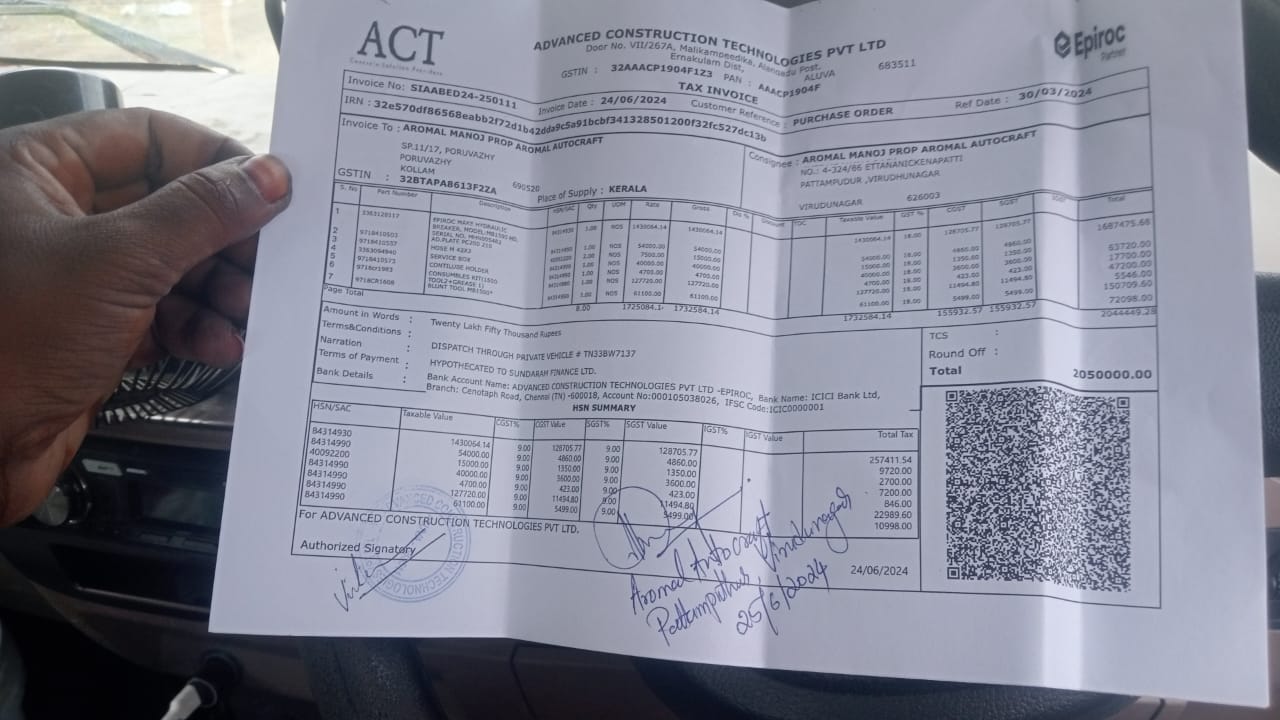 ACT
ADVANCED CONSTRUCTION TECHNOLOGIES PVT LTD
Door No. VII/267A, Malikampeedika, Alangadu Post,
Ernakulam Dist, ALUVA 683511
GSTIN : 32AAACP1904F1Z3 PAN : AAACP1904F
Epiroc
Partner
TAX INVOICE
Invoice No: SIAABED24-250111 Invoice Date : 24/06/2024 Customer Reference : PURCHASE ORDER Ref Date : 30/03/2024
IRN :
Invoice To : AROMAL MANOJ PROP AROMAL AUTOCRAFT
SP.11/17, PORUVAZHY
PORUVAZHY
KOLLAM 690520
GSTIN : 32BTAPA8613F2ZA Place of Supply : KERALA
Consignee : AROMAL MANOJ PROP AROMAL AUTOCRAFT
NO.: 4-324/66 ETTANANICKENAPATTI
PATTAMPUDUR ,VIRUDHUNAGAR
VIRUDUNAGAR 626003
S. No Part Number Description HSN/SAC Qty UOM Rate Gross Dis % Discount TDC Taxable Value GST % CGST SGST IGST Total
1 3363120117 EPIROC MAKE HYDRAULIC 84314930 1.00 NOS 1430064.14 1430064.14 1430064.14 18.00 128705.77 128705.77 1687475.68
BREAKER, MODEL:MB1500 HD,
2 9718410503 AD.PLATE PC200 210 84314990 1.00 NOS 54000.00 54000.00 54000.00 18.00 4860.00 4860.00 63720.00
3 9718410557 HOSE H 42X3 40092200 2.00 NOS 7500.00 15000.00 15000.00 18.00 1350.00 1350.00 17700.00
4 3363094940 SERVICE BOX 84314990 1.00 NOS 40000.00 40000.00 40000.00 18.00 3600.00 3600.00 47200.00
5 9718410573 CONTILUBE HOLDER 84314990 1.00 NOS 4700.00 4700.00 4700.00 18.00 423.00 423.00 5546.00
6 9718cr1983 CONSUMBLES KIT(1500 84314990 1.00 NOS 127720.00 127720.00 127720.00 18.00 11494.80 11494.80 150709.60
TOOL2+GREASE 1)
7 9718CR1608 BLUNT TOOL MB1500* 84314990 1.00 NOS 61100.00 61100.00 61100.00 18.00 5499.00 5499.00 72098.00
Page Total 8.00 1732584.14 1732584.14 155932.57 155932.57 2044449.28
Amount in Words : Twenty Lakh Fifty Thousand Rupees
Terms&Conditions :
Narration : DISPATCH THROUGH PRIVATE VEHICLE # TN33BW7137
Terms of Payment : HYPOTHECATED TO SUNDARAM FINANCE LTD.
Bank Details : Bank Account Name: ADVANCED CONSTRUCTION TECHNOLOGIES PVT LTD -EPIROC, Bank Name: ICICI Bank Ltd,
Branch: Cenotaph Road, Chennai (TN) -600018, Account No:000105038026, IFSC Code:ICIC0000001
TCS :
Round Off :
Total 2050000.00
HSN SUMMARY
HSN/SAC Taxable Value CGST% CGST Value SGST% SGST Value IGST% IGST Value Total Tax
84314930 1430064.14 9.00 128705.77 9.00 128705.77 257411.54
84314990 54000.00 9.00 4860.00 9.00 4860.00 9720.00
40092200 15000.00 9.00 1350.00 9.00 1350.00 2700.00
84314990 40000.00 9.00 3600.00 9.00 3600.00 7200.00
84314990 4700.00 9.00 423.00 9.00 423.00 846.00
84314990 127720.00 9.00 11494.80 9.00 11494.80 22989.60
84314990 61100.00 9.00 5499.00 9.00 5499.00 10998.00
For ADVANCED CONSTRUCTION TECHNOLOGIES PVT LTD.
Authorized Signatory
24/06/2024
Aromal Autocraft
Pattamputhur Virudunagar
25/6/2024